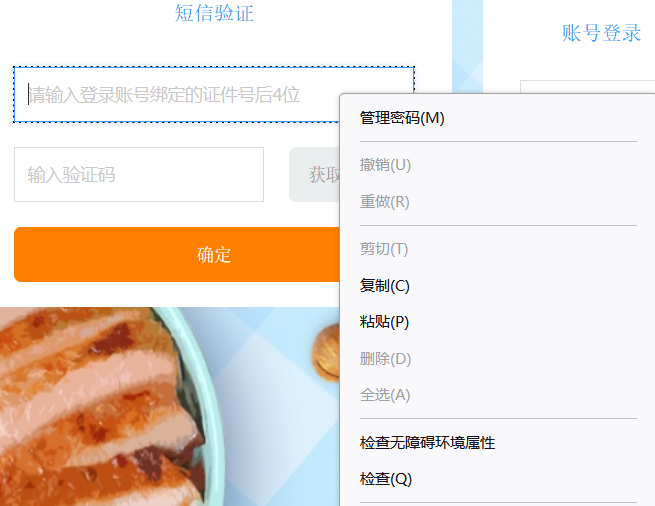 短信验证
账号登录
请输入登录账号绑定的证件号后4位
输入验证码
获取
确定
管理密码(M)
撤销(U)
重做(R)
剪切(T)
复制(C)
粘贴(P)
删除(D)
全选(A)
检查无障碍环境属性
检查(Q)